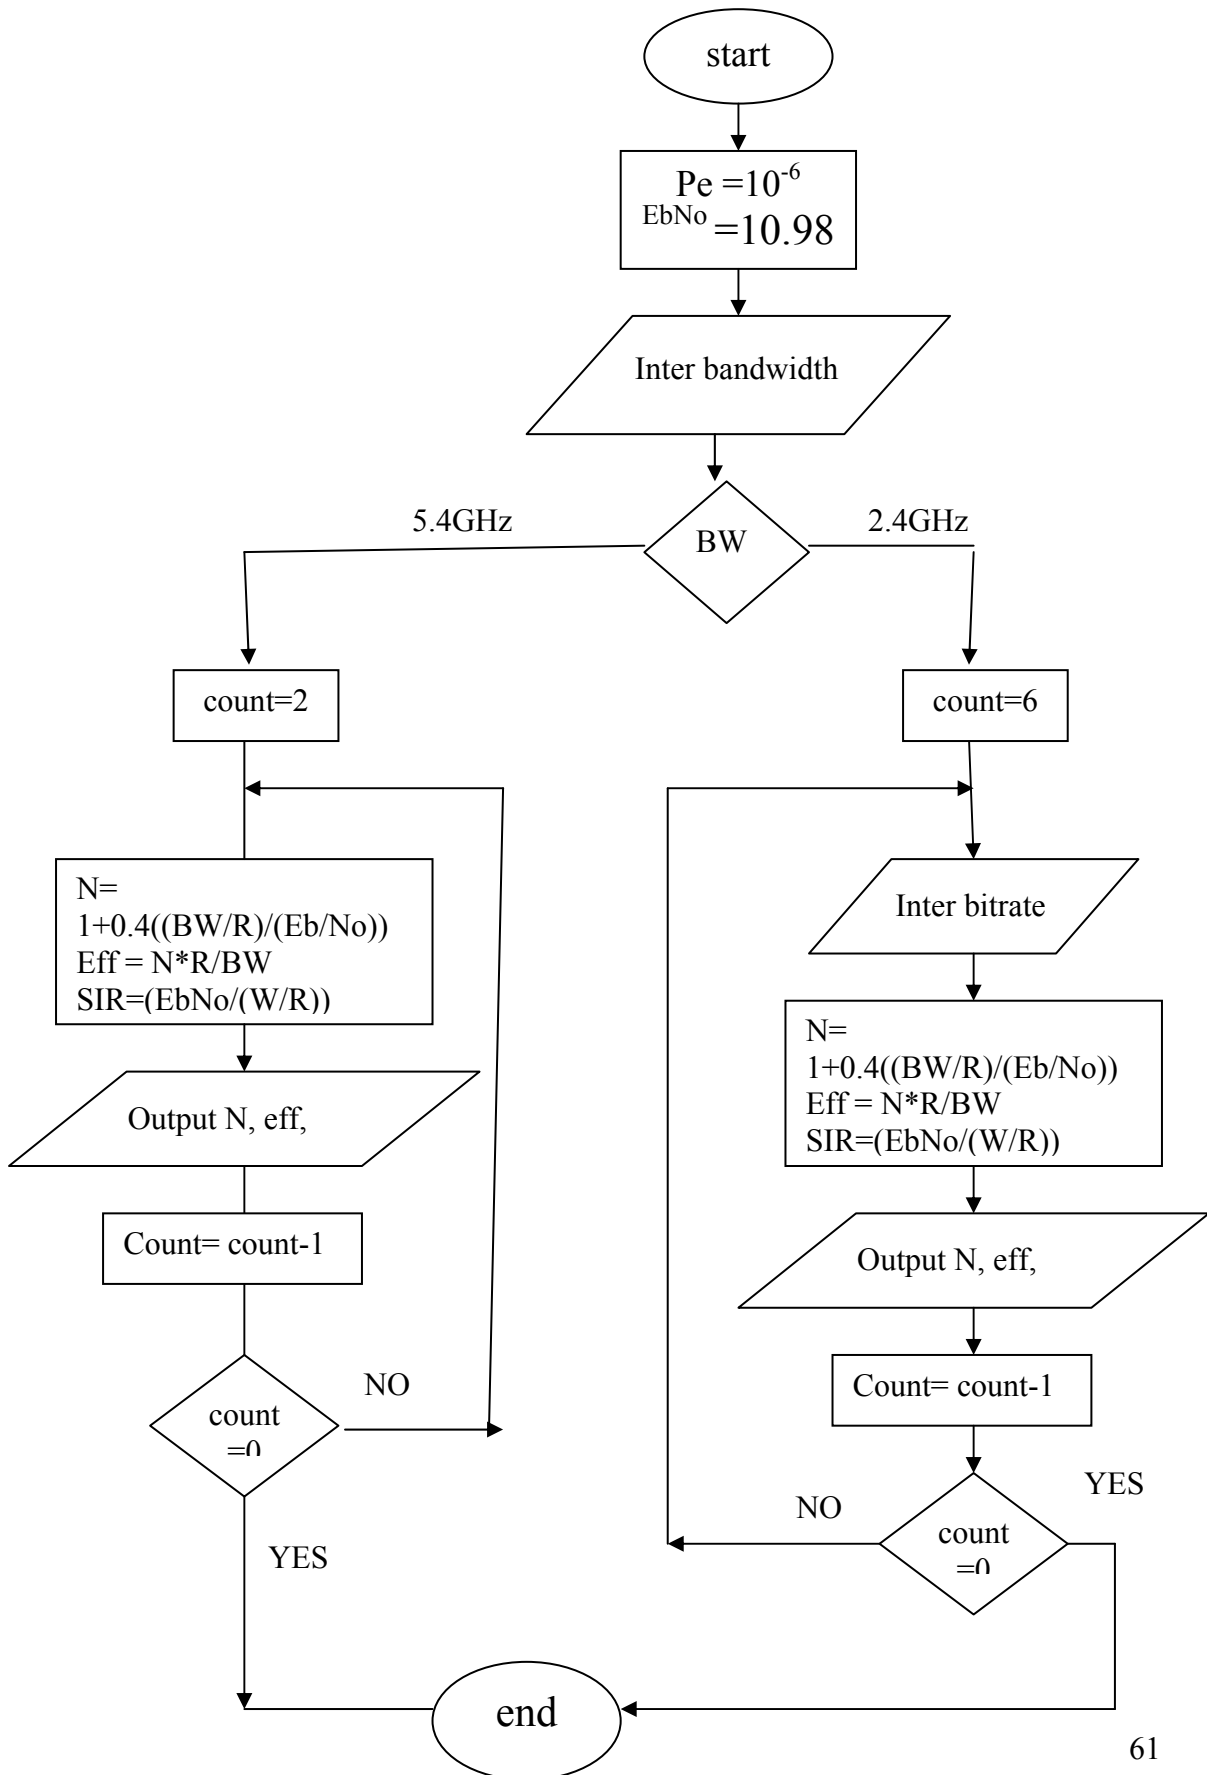 start
Pe =10-6
EbNo =10.98
Inter bandwidth
5.4GHz
BW
2.4GHz
count=2
count=6
N=
1+0.4((BW/R)/(Eb/No))
Eff = N*R/BW
SIR=(EbNo/(W/R))
Inter bitrate
Output N, eff,
N=
1+0.4((BW/R)/(Eb/No))
Eff = N*R/BW
SIR=(EbNo/(W/R))
Count= count-1
Output N, eff,
NO
count
=0
Count= count-1
YES
NO
YES
count
=0
end
61